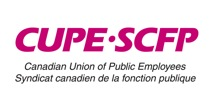 CUPE·SCFP
Canadian Union of Public Employees
Syndicat canadien de la fonction publique